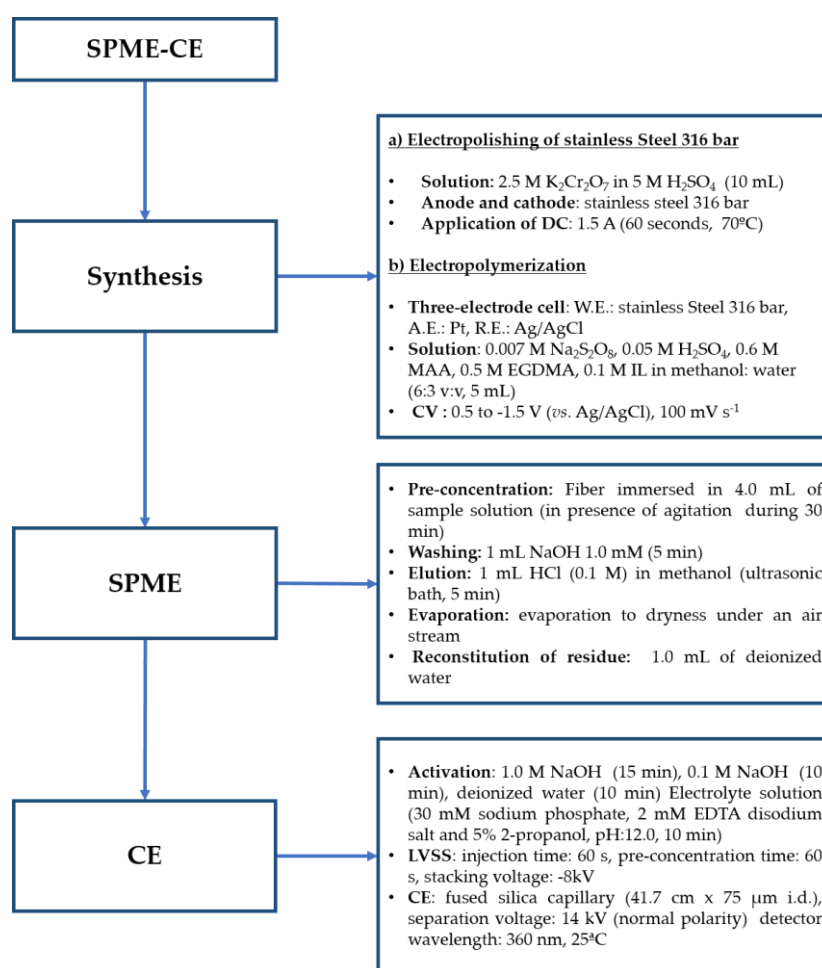 SPME-CE
a) Electropolishing of stainless Steel 316 bar
• Solution: 2.5 M K₂Cr₂O₇ in 5 M H₂SO₄ (10 mL)
• Anode and cathode: stainless steel 316 bar
• Application of DC: 1.5 A (60 seconds, 70ºC)
Synthesis
b) Electropolymerization
• Three-electrode cell: W.E.: stainless Steel 316 bar,
A.E.: Pt, R.E.: Ag/AgCl
• Solution: 0.007 M Na₂S₂O₈, 0.05 M H₂SO₄, 0.6 M
MAA, 0.5 M EGDMA, 0.1 M IL in methanol: water
(6:3 v:v, 5 mL)
• CV : 0.5 to -1.5 V (vs. Ag/AgCl), 100 mV s⁻¹
SPME
• Pre-concentration: Fiber immersed in 4.0 mL of
sample solution (in presence of agitation during 30
min)
• Washing: 1 mL NaOH 1.0 mM (5 min)
• Elution: 1 mL HCl (0.1 M) in methanol (ultrasonic
bath, 5 min)
• Evaporation: evaporation to dryness under an air
stream
• Reconstitution of residue: 1.0 mL of deionized
water
CE
• Activation: 1.0 M NaOH (15 min), 0.1 M NaOH (10
min), deionized water (10 min) Electrolyte solution
(30 mM sodium phosphate, 2 mM EDTA disodium
salt and 5% 2-propanol, pH:12.0, 10 min)
• LVSS: injection time: 60 s, pre-concentration time: 60
s, stacking voltage: -8kV
• CE: fused silica capillary (41.7 cm x 75 µm i.d.),
separation voltage: 14 kV (normal polarity) detector
wavelength: 360 nm, 25ªC